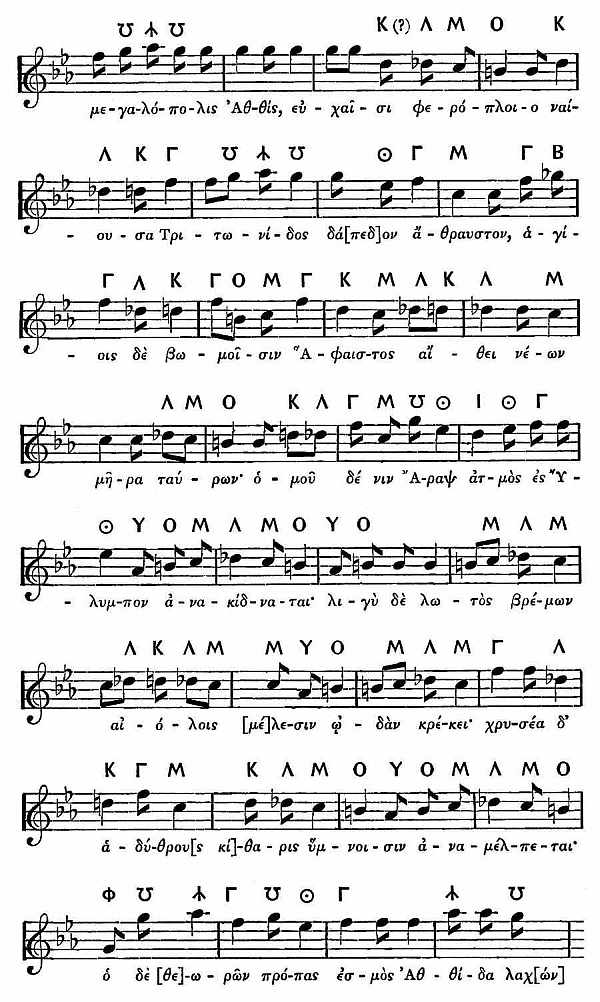 ℧ ⅄ ℧ Κ (?) Λ Μ Ο Κ
με-γα-λό-πο-λις Ἀθ-θίς, εὐ-χαῖ-σι φε-ρό-πλοι-ο ναί-
Λ Κ Γ ℧ ⅄ ℧ ⊙ Γ Μ Γ Β
-ου-σα Τρι-τω-νί-δος δά[πεδ]ον ἄ-θραυστον, ἁ-γί-
Γ Λ Κ Γ Ο Μ Γ Κ Μ Λ Κ Λ Μ
-οις δὲ βω-μοῖ-σιν Ἅ-φαισ-τος αἴ-θει νέ-ων
Λ Μ Ο Κ Λ Γ Μ ℧ ⊙ Ι ⊙ Γ
μῆ-ρα ταύ-ρων· ὁ-μοῦ δέ νιν Ἄ-ραψ ἀτ-μὸς ἐς Υ̓́-
⊙ Υ Ο Μ Λ Μ Ο Υ Ο Μ Λ Μ
-λυμ-πον ἀ-να-κίδ-να-ται· λι-γὺ δὲ λω-τὸς βρέ-μων
Λ Κ Λ Μ Μ Υ Ο Μ Λ Μ Γ Λ
αἰ-ό-λοις [μέ]λε-σιν ᾠ-δὰν κρέ-κει· χρυ-σέα δ’
Κ Γ Μ Κ Λ Μ Ο Υ Ο Μ Λ Μ Ο
ἁ-δύ-θρου[ς κί]-θα-ρις ὕμ-νοι-σιν ἀ-να-μέλ-πε-ται·
Φ ℧ ⅄ Γ ℧ ⊙ Γ ⅄ ℧
ὁ δὲ [θε]-ω-ρῶν πρό-πας ἐσ-μὸς Ἀθ-θί-δα λαχ[ών]